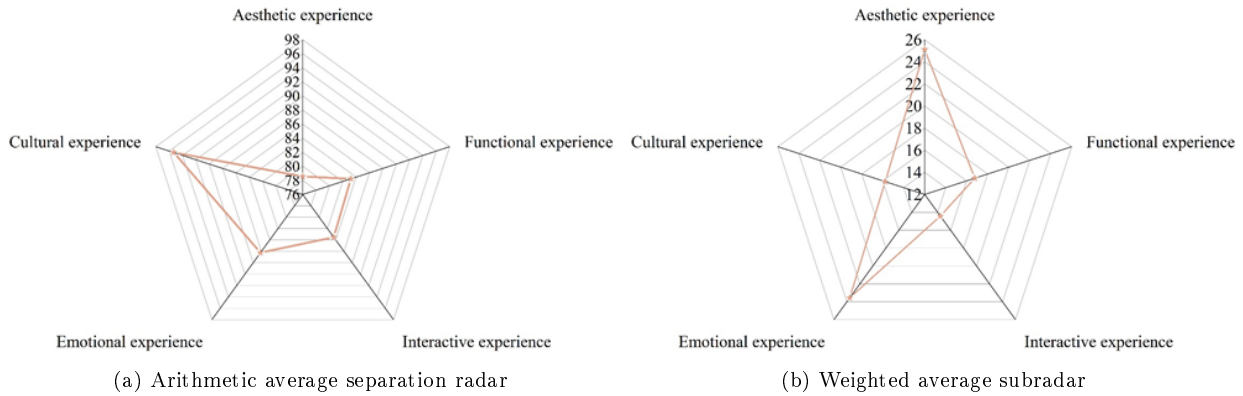 Aesthetic experience
98
96
94
92
90
88
86
84
82
80
78
76
Cultural experience
Functional experience
Emotional experience
Interactive experience
(a) Arithmetic average separation radar
Aesthetic experience
26
24
22
20
18
16
14
12
Cultural experience
Functional experience
Emotional experience
Interactive experience
(b) Weighted average subradar